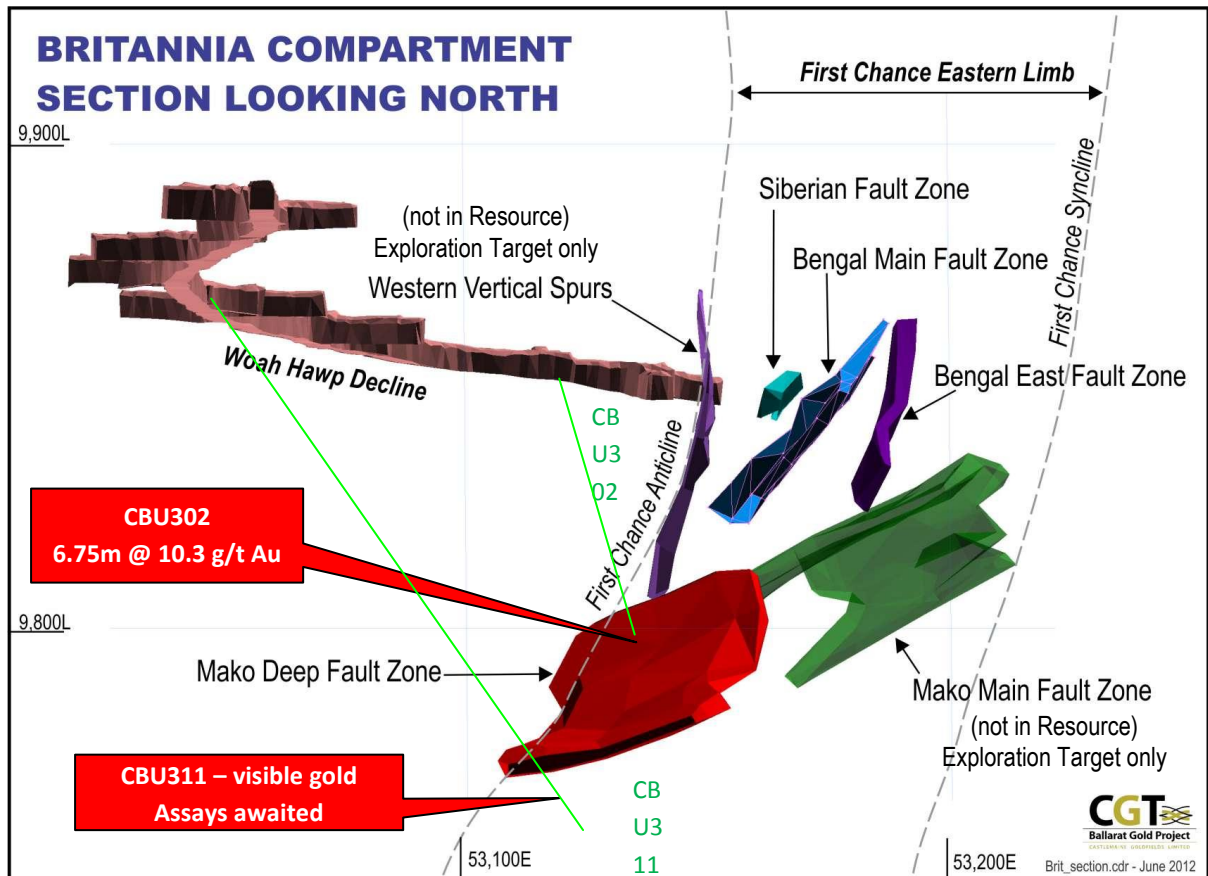 BRITANNIA COMPARTMENT
SECTION LOOKING NORTH
First Chance Eastern Limb
9,900L
Siberian Fault Zone
(not in Resource)
Exploration Target only
Western Vertical Spurs
Bengal Main Fault Zone
First Chance Syncline
Woah Hawp Decline
Bengal East Fault Zone
CB
U3
02
First Chance Anticline
CBU302
6.75m @ 10.3 g/t Au
9,800L
Mako Deep Fault Zone
Mako Main Fault Zone
(not in Resource)
Exploration Target only
CBU311 – visible gold
Assays awaited
CB
U3
11
CGT
Ballarat Gold Project
CASTLEMAINE GOLDFIELDS LIMITED
53,100E
53,200E
Brit_section.cdr - June 2012